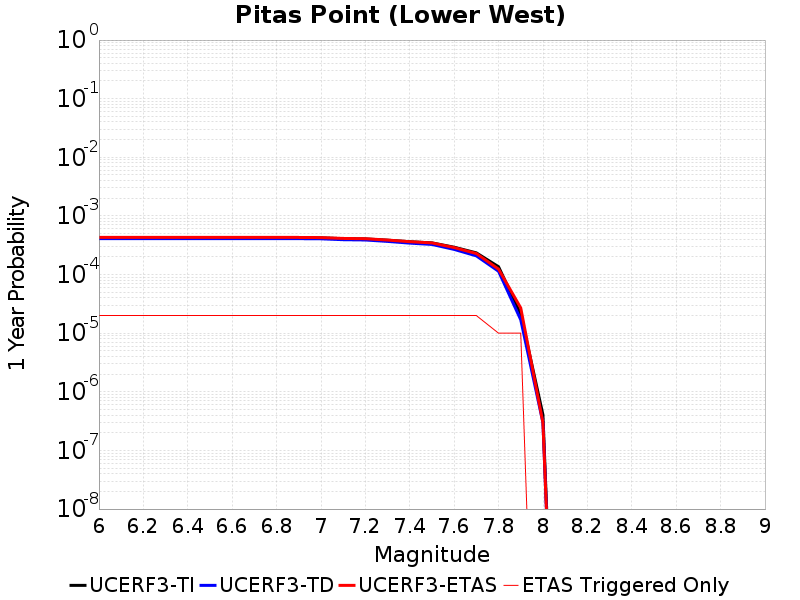 Pitas Point (Lower West)
1 Year Probability
10^0
10^-1
10^-2
10^-3
10^-4
10^-5
10^-6
10^-7
10^-8
6 6.2 6.4 6.6 6.8 7 7.2 7.4 7.6 7.8 8 8.2 8.4 8.6 8.8 9
Magnitude
UCERF3-TI UCERF3-TD UCERF3-ETAS ETAS Triggered Only